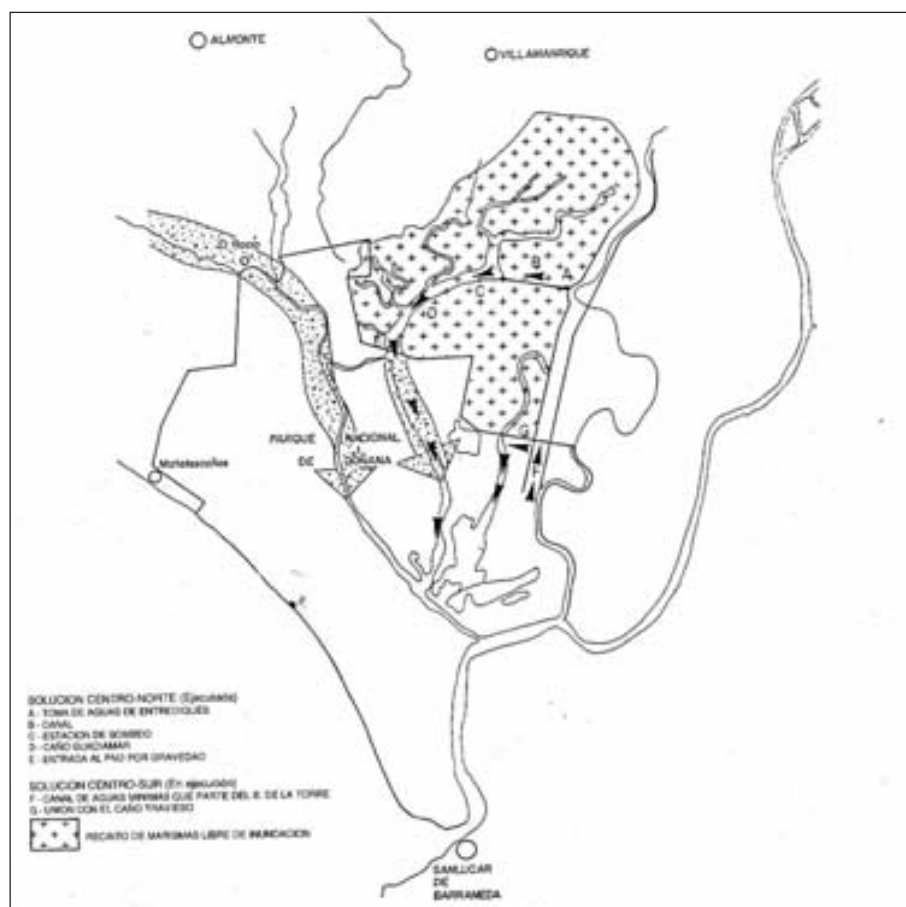 ALMONTE
VILLAMANRIQUE
El Rocío
B
A
C
D
E
PARQUE NACIONAL
DE DOÑANA
G
F
Matalascañas
SOLUCION CENTRO-NORTE (Ejecutado)
A - TOMA DE AGUAS DE ENTREDIQUES
B - CANAL
C - ESTACION DE BOMBEO
D - CAÑO GUADIAMAR
E - ENTRADA AL PND POR GRAVEDAD
SOLUCION CENTRO-SUR (En ejecución)
F - CANAL DE AGUAS MINIMAS QUE PARTE DEL B. DE LA TORRE
G - UNION CON EL CAÑO TRAVIESO
RECINTO DE MARISMAS LIBRE DE INUNDACION
SANLUCAR
DE
BARRAMEDA